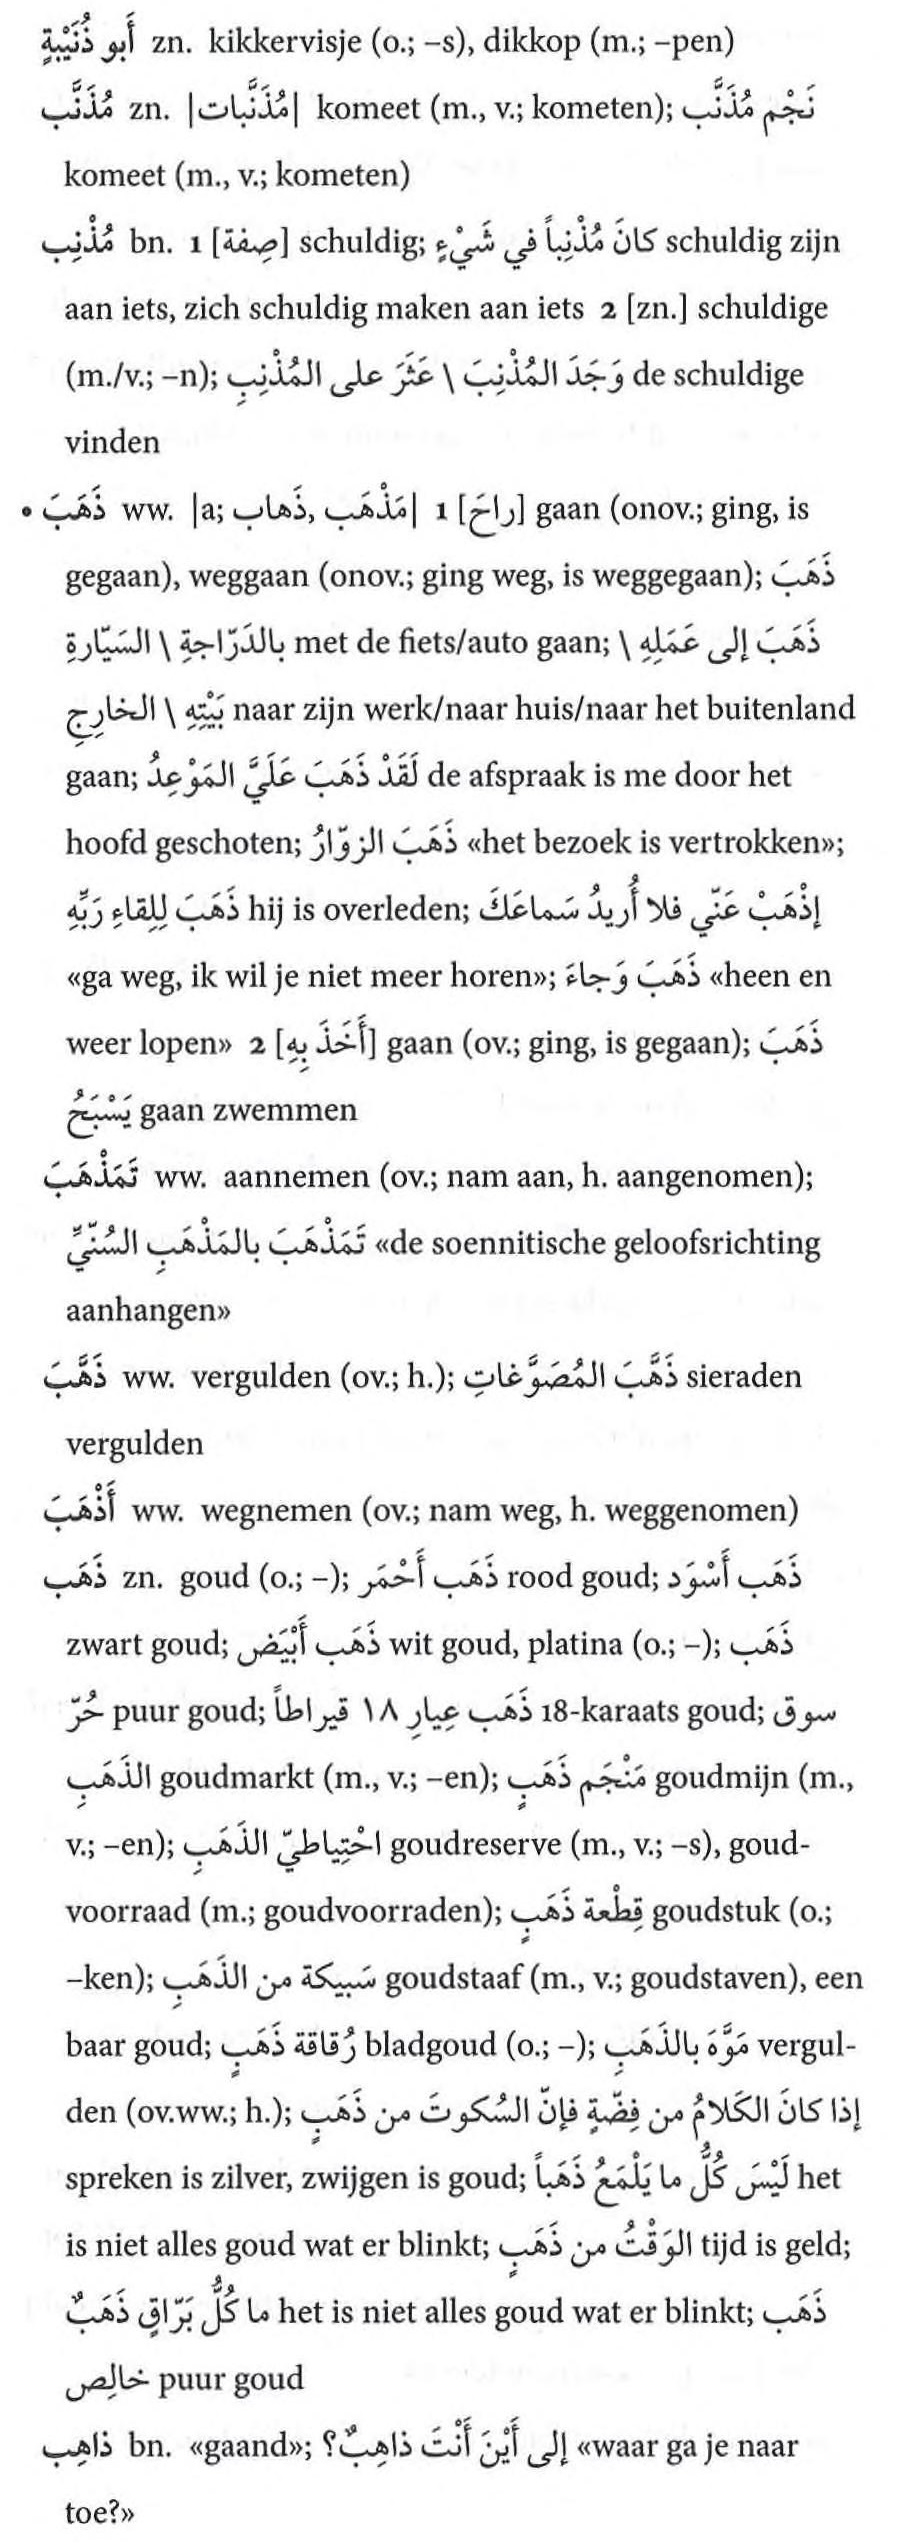 أَبو ذُنَيْبةٍ zn. kikkervisje (o.; –s), dikkop (m.; –pen)
مُذَنَّب zn. |مُذَنَّبات| komeet (m., v.; kometen); نَجْم مُذَنَّب
komeet (m., v.; kometen)
مُذْنِب bn. 1 [صِفة] schuldig; كانَ مُذْنِباً في شَيْءٍ schuldig zijn
aan iets, zich schuldig maken aan iets 2 [zn.] schuldige
(m./v.; –n); وَجَدَ المُذْنِبَ \ عَثَرَ على المُذْنِبِ de schuldige
vinden
• ذَهَبَ ww. |a; ذَهاب, مَذْهَب| 1 [راحَ] gaan (onov.; ging, is
gegaan), weggaan (onov.; ging weg, is weggegaan); ذَهَبَ
بالدَرّاجةِ \ السَيّارةِ met de fiets/auto gaan; ذَهَبَ إلى عَمَلِهِ \
بَيْتِهِ \ الخارِجِ naar zijn werk/naar huis/naar het buitenland
gaan; لَقَدْ ذَهَبَ عَلَيَّ المَوْعِدُ de afspraak is me door het
hoofd geschoten; ذَهَبَ الزوّارُ «het bezoek is vertrokken»;
ذَهَبَ لِلِقاءِ رَبِّهِ hij is overleden; إذْهَبْ عَنّي فلا أُريدُ سَماعَكَ
«ga weg, ik wil je niet meer horen»; ذَهَبَ وَجاءَ «heen en
weer lopen» 2 [أَخَذَ بِهِ] gaan (ov.; ging, is gegaan); ذَهَبَ
يَسْبَحُ gaan zwemmen
تَمَذْهَبَ ww. aannemen (ov.; nam aan, h. aangenomen);
تَمَذْهَبَ بالمَذْهَبِ السُنّيِّ «de soennitische geloofsrichting
aanhangen»
ذَهَّبَ ww. vergulden (ov.; h.); ذَهَّبَ المُصَوَّغاتِ sieraden
vergulden
أَذْهَبَ ww. wegnemen (ov.; nam weg, h. weggenomen)
ذَهَب zn. goud (o.; –); ذَهَب أَحْمَر rood goud; ذَهَب أَسْوَد
zwart goud; ذَهَب أَبْيَض wit goud, platina (o.; –); ذَهَب
حُرّ puur goud; ذَهَب عِيارِ ١٨ قيراطاً 18-karaats goud; سوق
الذَهَبِ goudmarkt (m., v.; –en); مَنْجَم ذَهَبٍ goudmijn (m.,
v.; –en); احْتِياطيّ الذَهَبِ goudreserve (m., v.; –s), goud-
voorraad (m.; goudvoorraden); قِطْعة ذَهَبٍ goudstuk (o.;
–ken); سَبيكة من الذَهَبِ goudstaaf (m., v.; goudstaven), een
baar goud; رُقاقة ذَهَبٍ bladgoud (o.; –); مَوَّهَ بالذَهَبِ vergul-
den (ov.ww.; h.); إذا كانَ الكَلامُ من فِضّةٍ فإنّ السُكوتَ من ذَهَبٍ
spreken is zilver, zwijgen is goud; لَيْسَ كُلُّ ما يَلْمَعُ ذَهَباً het
is niet alles goud wat er blinkt; الوَقْتُ من ذَهَبٍ tijd is geld;
ما كُلُّ بَرّاقٍ ذَهَبٌ het is niet alles goud wat er blinkt; ذَهَب
خالِص puur goud
ذاهِب bn. «gaand»; إلى أَيْنَ أَنْتَ ذاهِبٌ؟ «waar ga je naar
toe?»